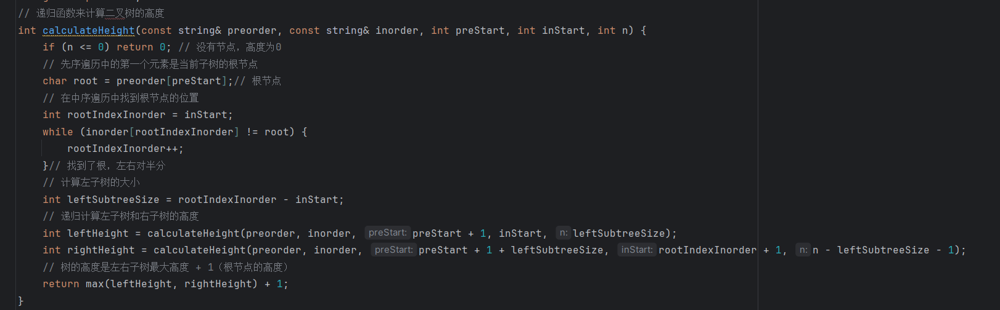 // 递归函数来计算二叉树的高度
int calculateHeight(const string& preorder, const string& inorder, int preStart, int inStart, int n) {
if (n <= 0) return 0; // 没有节点，高度为0
// 先序遍历中的第一个元素是当前子树的根节点
char root = preorder[preStart];// 根节点
// 在中序遍历中找到根节点的位置
int rootIndexInorder = inStart;
while (inorder[rootIndexInorder] != root) {
rootIndexInorder++;
}// 找到了根，左右对半分
// 计算左子树的大小
int leftSubtreeSize = rootIndexInorder - inStart;
// 递归计算左子树和右子树的高度
int leftHeight = calculateHeight(preorder, inorder, preStart: preStart + 1, inStart, n: leftSubtreeSize);
int rightHeight = calculateHeight(preorder, inorder, preStart: preStart + 1 + leftSubtreeSize, inStart: rootIndexInorder + 1, n: n - leftSubtreeSize - 1);
// 树的高度是左右子树最大高度 + 1（根节点的高度）
return max(leftHeight, rightHeight) + 1;
}